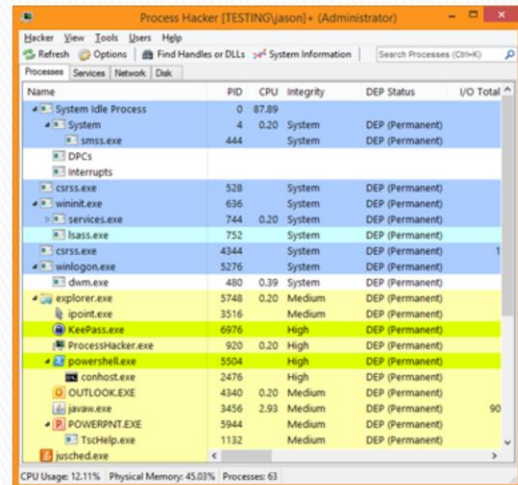 Process Hacker [TESTING\jason]+ (Administrator)
Hacker View Tools Users Help
Refresh Options Find Handles or DLLs System Information Search Processes (Ctrl+K)
Processes Services Network Disk
Name PID CPU Integrity DEP Status I/O Total
System Idle Process 0 87.89
System 4 0.20 System DEP (Permanent)
smss.exe 444 System DEP (Permanent)
DPCs
Interrupts
csrss.exe 528 System DEP (Permanent)
wininit.exe 636 System DEP (Permanent)
services.exe 744 0.20 System DEP (Permanent)
lsass.exe 752 System DEP (Permanent)
csrss.exe 4344 System DEP (Permanent) 1
winlogon.exe 5276 System DEP (Permanent)
dwm.exe 480 0.39 System DEP (Permanent)
explorer.exe 5748 0.20 Medium DEP (Permanent)
ipoint.exe 3516 Medium DEP (Permanent)
KeePass.exe 6976 High DEP (Permanent)
ProcessHacker.exe 920 0.20 High DEP (Permanent)
powershell.exe 5504 High DEP (Permanent)
conhost.exe 2476 High DEP (Permanent)
OUTLOOK.EXE 4340 0.20 Medium DEP (Permanent)
javaw.exe 3456 2.93 Medium DEP (Permanent) 90
POWERPNT.EXE 5944 Medium DEP (Permanent)
TscHelp.exe 1132 Medium DEP (Permanent)
jusched.exe
CPU Usage: 12.11% Physical Memory: 45.03% Processes: 63